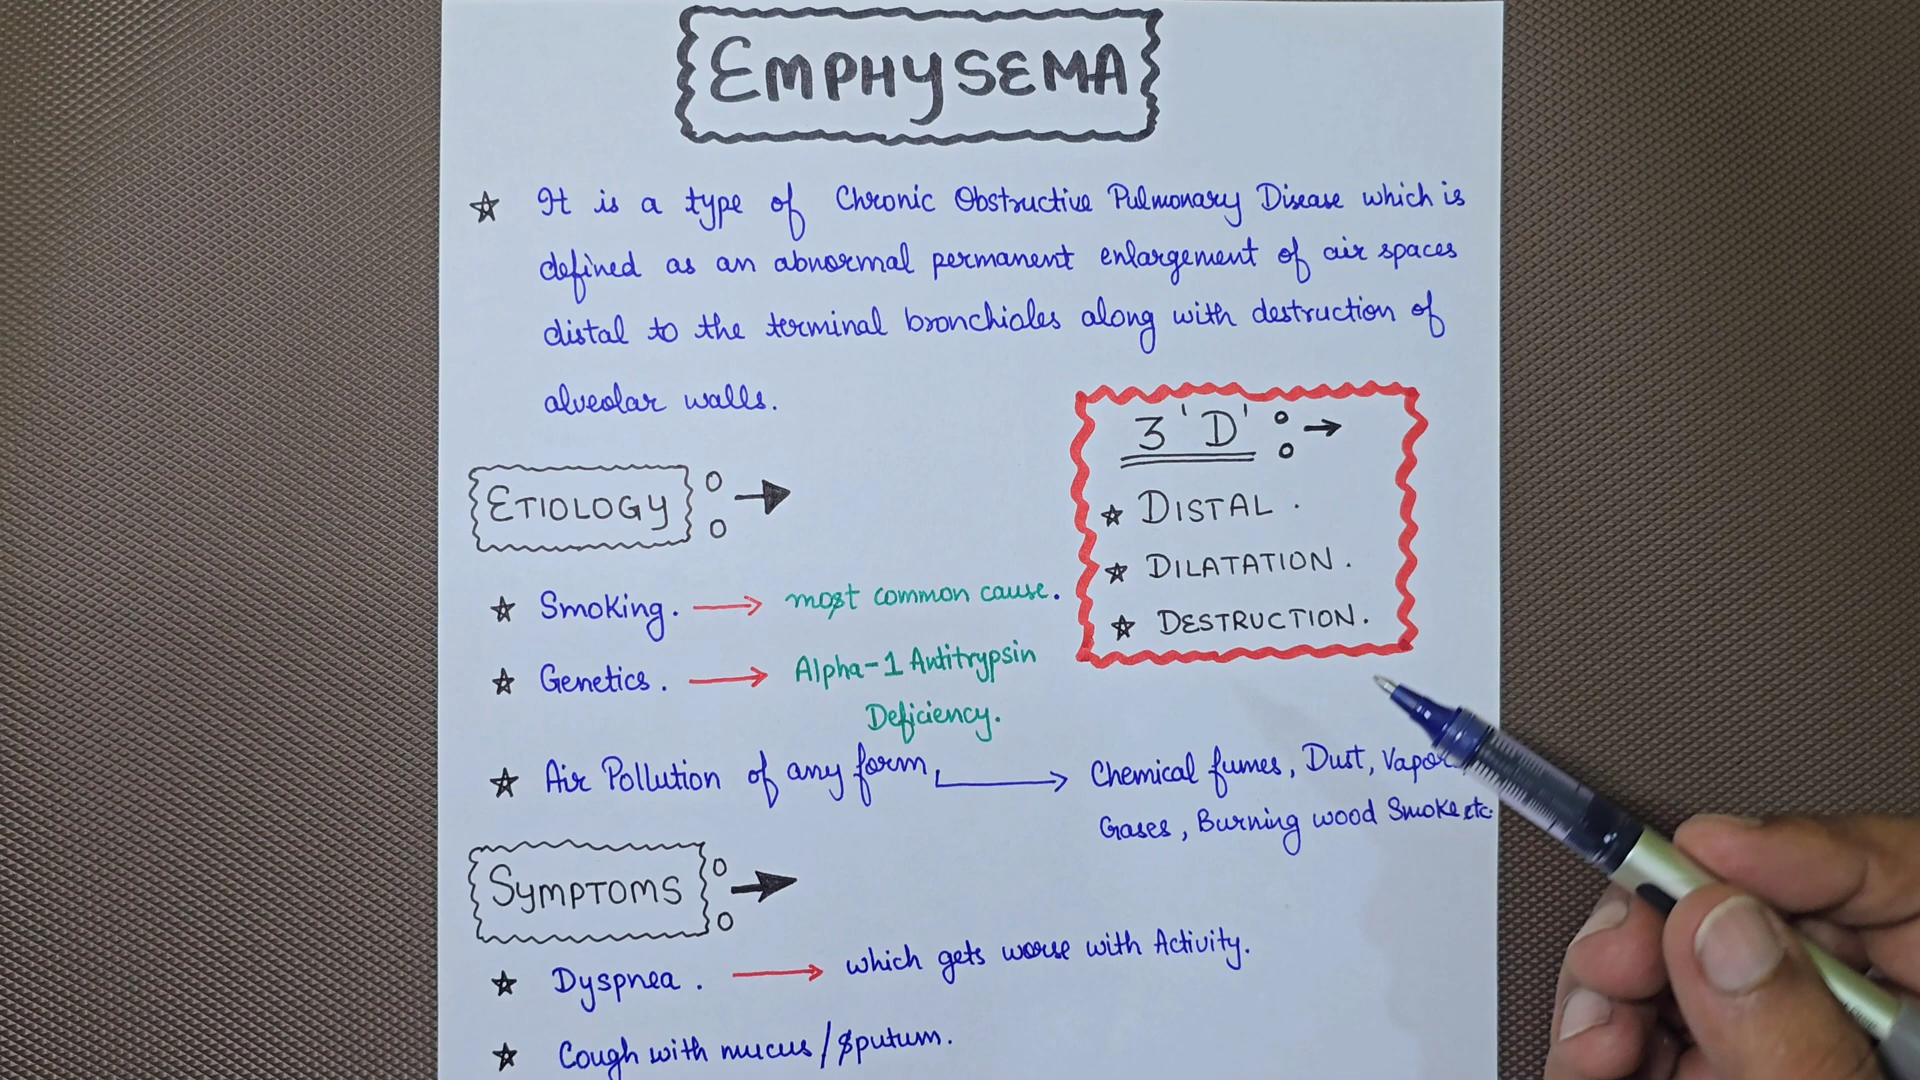 EMPHYSEMA
☆ It is a type of Chronic Obstructive Pulmonary Disease which is
defined as an abnormal permanent enlargement of air spaces
distal to the terminal bronchioles along with destruction of
alveolar walls.
3 'D' :→
☆ DISTAL.
☆ DILATATION.
☆ DESTRUCTION.
ETIOLOGY :→
☆ Smoking. → most common cause.
☆ Genetics. → Alpha-1 Antitrypsin
Deficiency.
☆ Air Pollution of any form, → Chemical fumes, Dust, Vapors,
Gases, Burning wood Smoke etc.
SYMPTOMS :→
☆ Dyspnea. → which gets worse with Activity.
☆ Cough with mucus/sputum.